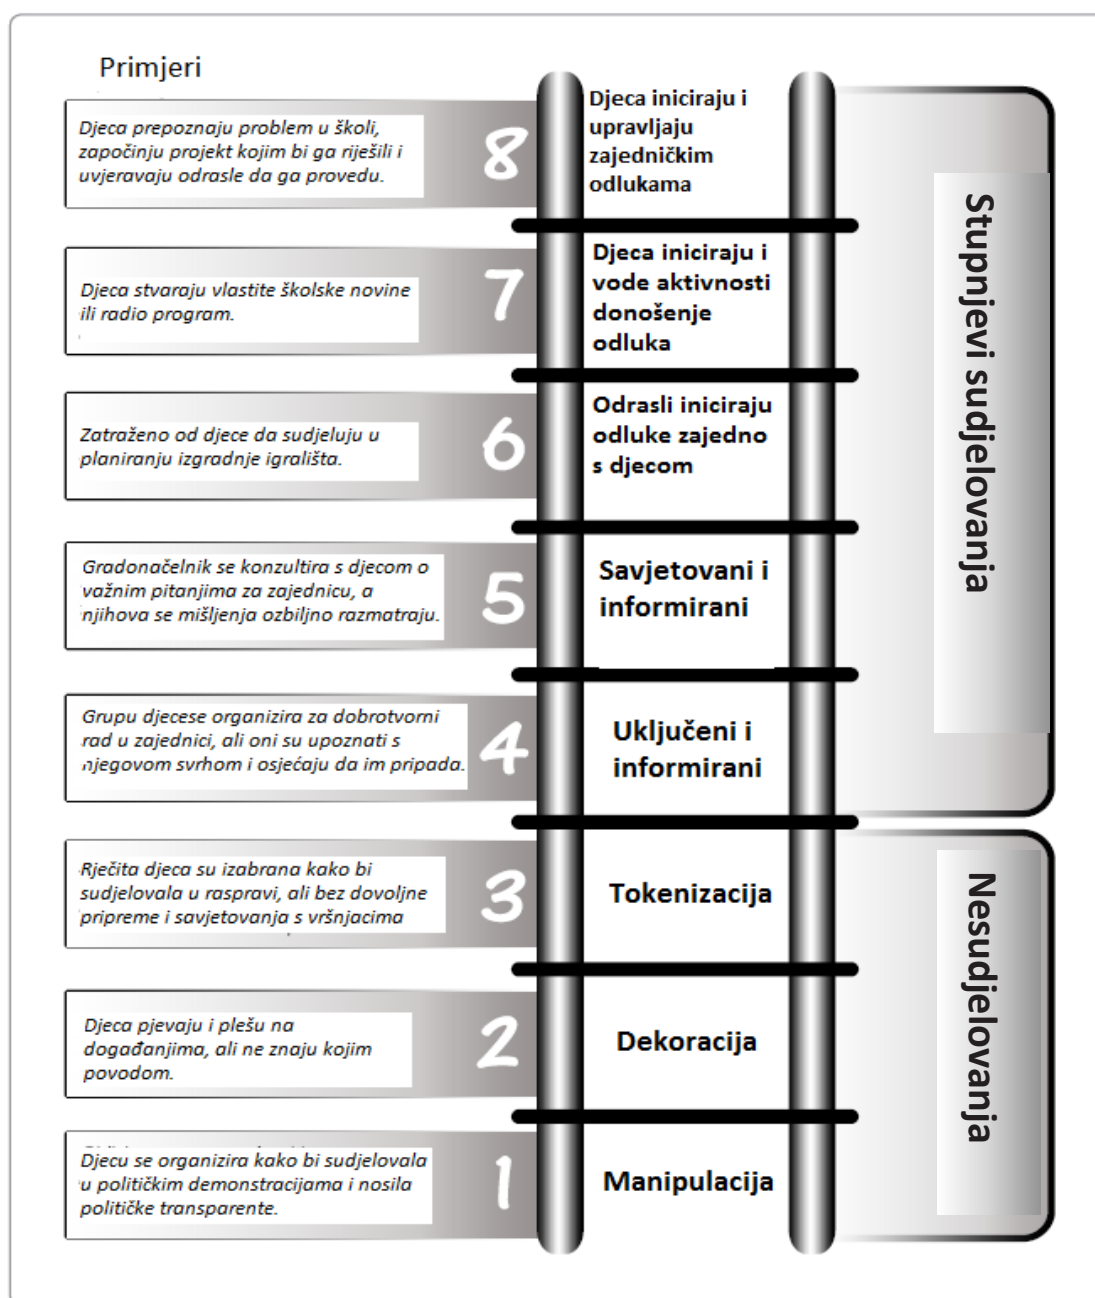 Primjeri
Djeca prepoznaju problem u školi,
započinju projekt kojim bi ga riješili i
uvjeravaju odrasle da ga provedu.
8
Djeca iniciraju i
upravljaju
zajedničkim
odlukama
Djeca stvaraju vlastite školske novine
ili radio program.
7
Djeca iniciraju i
vode aktivnosti
donošenje
odluka
Zatraženo od djece da sudjeluju u
planiranju izgradnje igrališta.
6
Odrasli iniciraju
odluke zajedno
s djecom
Gradonačelnik se konzultira s djecom o
važnim pitanjima za zajednicu, a
njihova se mišljenja ozbiljno razmatraju.
5
Savjetovani i
informirani
Grupu djecese organizira za dobrotvorni
rad u zajednici, ali oni su upoznati s
njegovom svrhom i osjećaju da im pripada.
4
Uključeni i
informirani
Stupnjevi sudjelovanja
Rječita djeca su izabrana kako bi
sudjelovala u raspravi, ali bez dovoljne
pripreme i savjetovanja s vršnjacima
3
Tokenizacija
Djeca pjevaju i plešu na
događanjima, ali ne znaju kojim
povodom.
2
Dekoracija
Djecu se organizira kako bi sudjelovala
u političkim demonstracijama i nosila
političke transparente.
1
Manipulacija
Nesudjelovanja